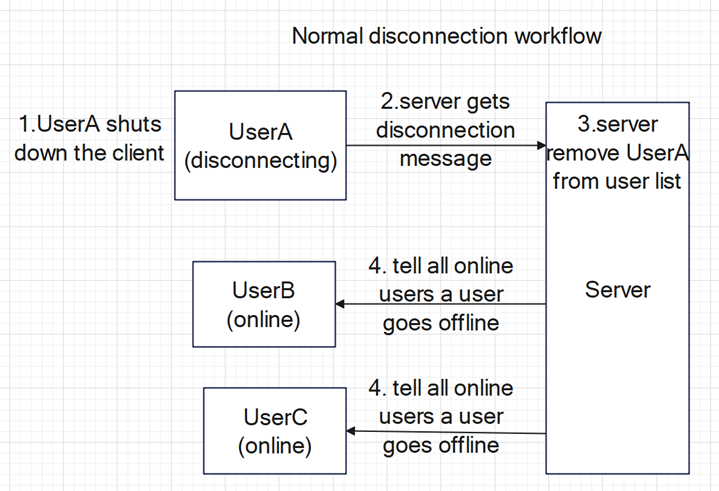 Normal disconnection workflow
1.UserA shuts
down the client
UserA
(disconnecting)
2.server gets
disconnection
message
3.server
remove UserA
from user list
UserB
(online)
4. tell all online
users a user
goes offline
Server
UserC
(online)
4. tell all online
users a user
goes offline